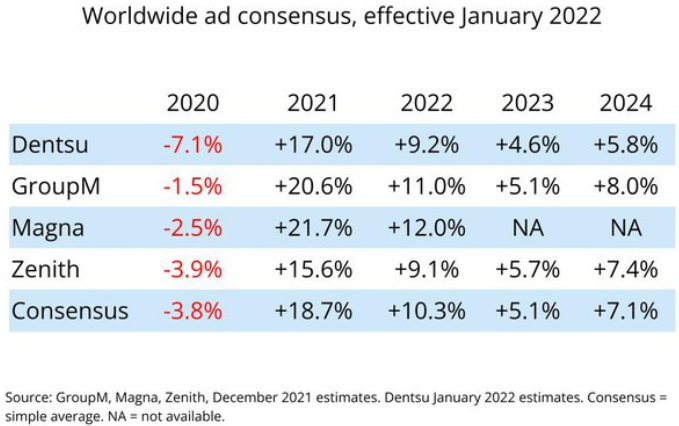 Worldwide ad consensus, effective January 2022
2020 2021 2022 2023 2024
Dentsu -7.1% +17.0% +9.2% +4.6% +5.8%
GroupM -1.5% +20.6% +11.0% +5.1% +8.0%
Magna -2.5% +21.7% +12.0% NA NA
Zenith -3.9% +15.6% +9.1% +5.7% +7.4%
Consensus -3.8% +18.7% +10.3% +5.1% +7.1%
Source: GroupM, Magna, Zenith, December 2021 estimates. Dentsu January 2022 estimates. Consensus =
simple average. NA = not available.